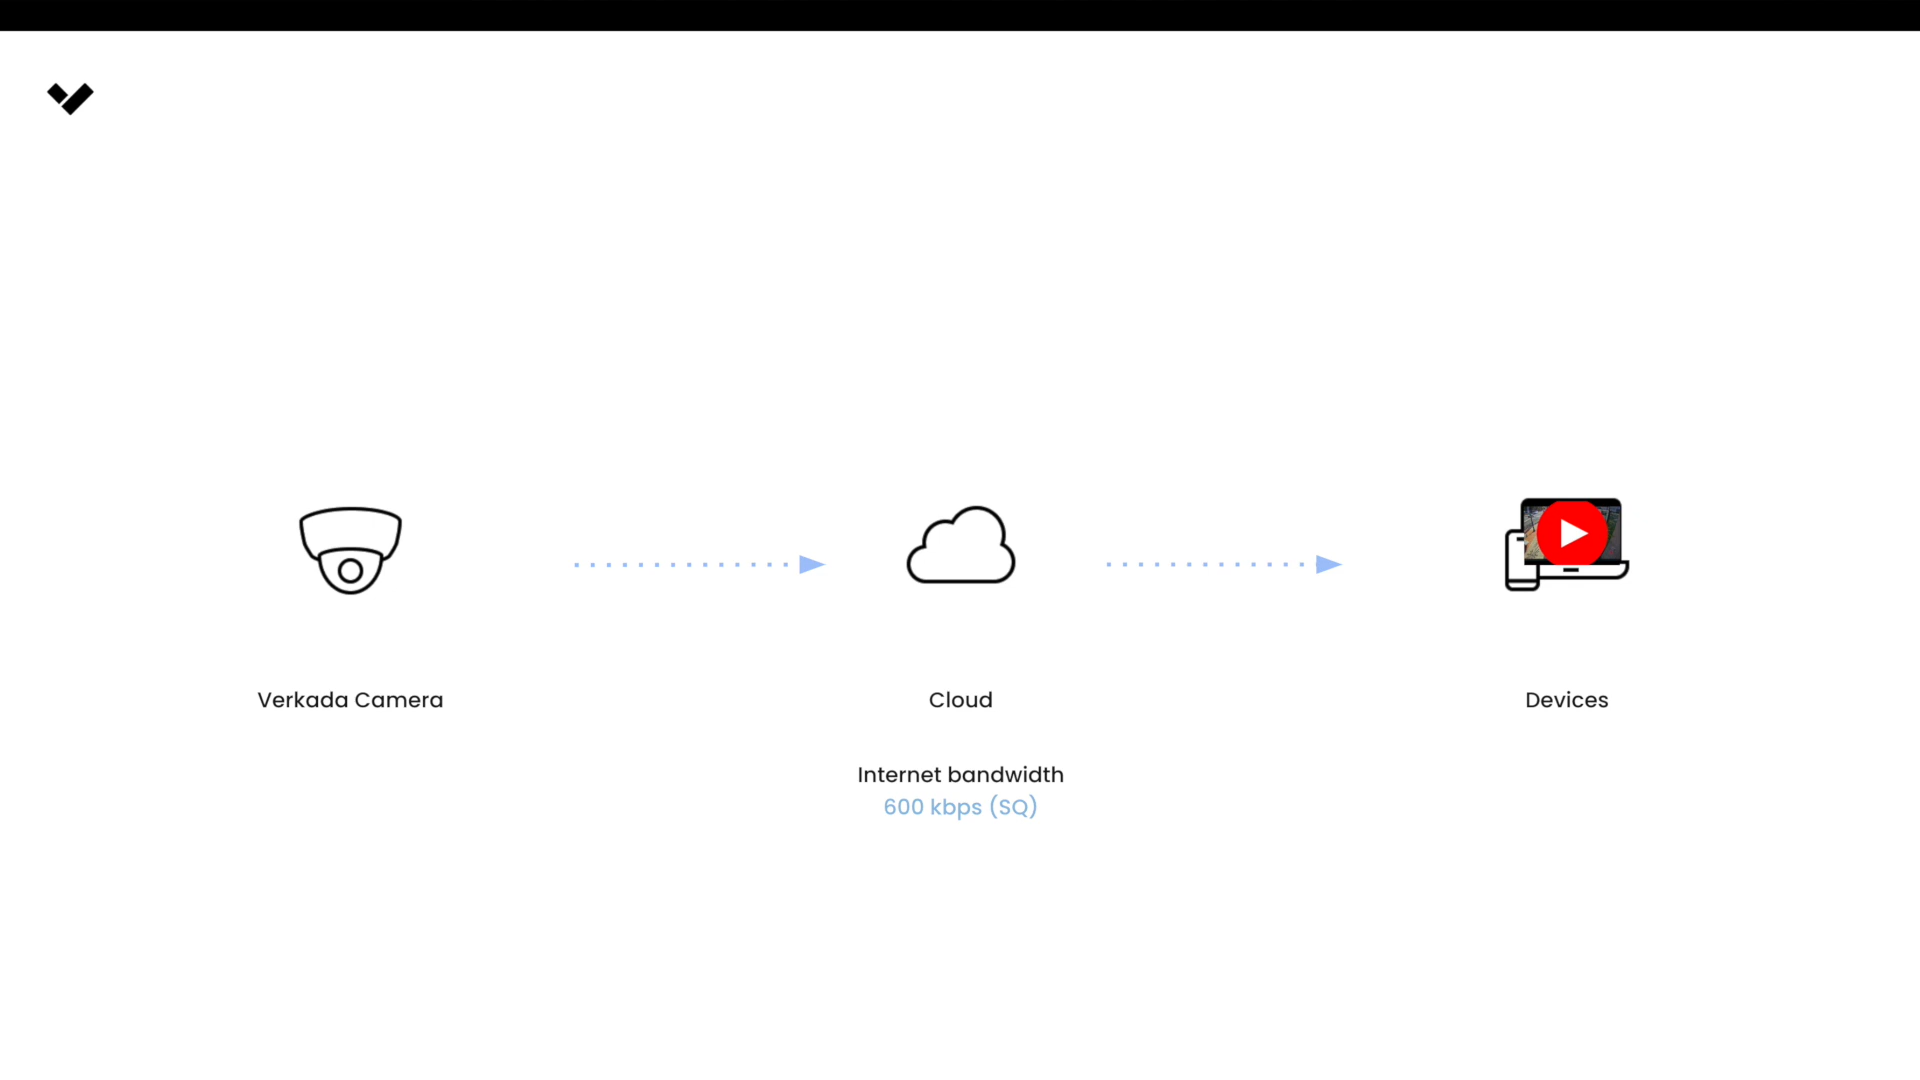 Verkada Camera
Cloud
Devices
Internet bandwidth
600 kbps (SQ)